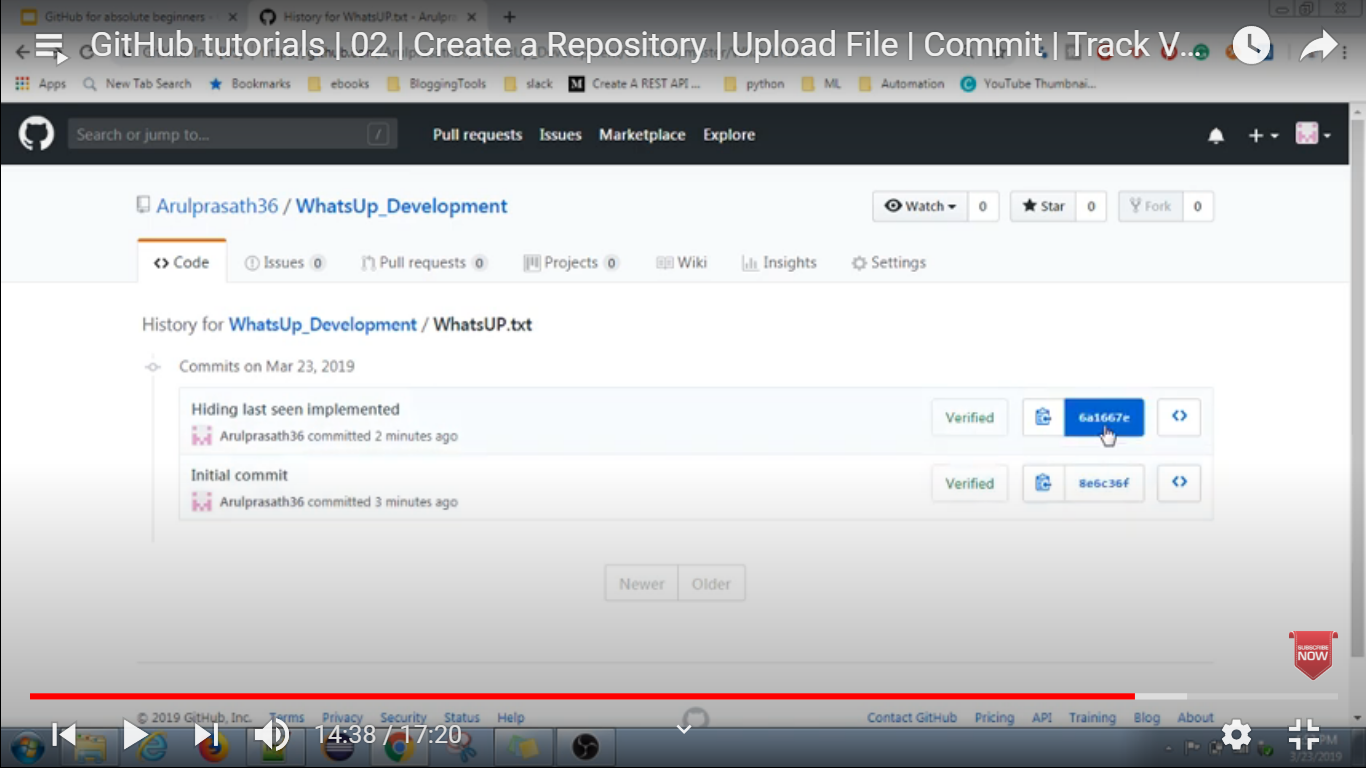 GitHub for absolute beginners -
History for WhatsUP.txt - Arulpra
GitHub tutorials | 02 | Create a Repository | Upload File | Commit | Track V...
Apps New Tab Search Bookmarks ebooks BloggingTools slack Create A REST API ... python ML Automation YouTube Thumbnai...
Search or jump to... / Pull requests Issues Marketplace Explore
Arulprasath36 / WhatsUp_Development Watch 0 Star 0 Fork 0
Code Issues 0 Pull requests 0 Projects 0 Wiki Insights Settings
History for WhatsUp_Development / WhatsUP.txt
Commits on Mar 23, 2019
Hiding last seen implemented
Arulprasath36 committed 2 minutes ago
Verified 6a1667e
Initial commit
Arulprasath36 committed 3 minutes ago
Verified 8e6c36f
Newer Older
SUBSCRIBE
NOW
© 2019 GitHub, Inc. Terms Privacy Security Status Help Contact GitHub Pricing API Training Blog About
14:38 / 17:20
3/23/2019